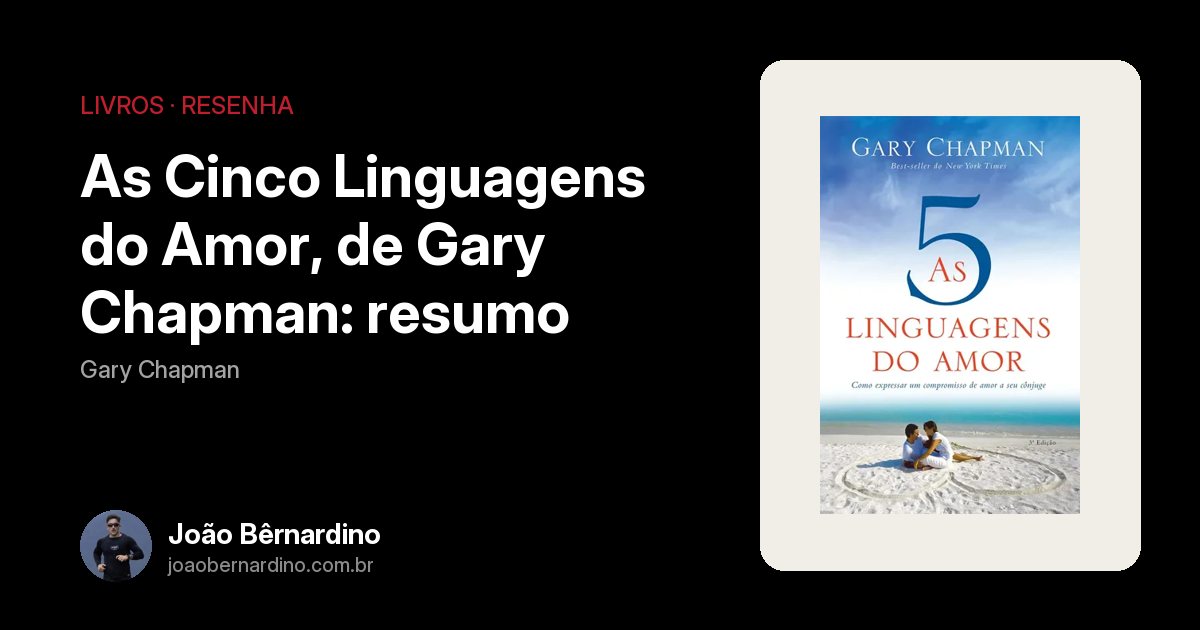 LIVROS · RESENHA
As Cinco Linguagens
do Amor, de Gary
Chapman: resumo
Gary Chapman
João Bêrnardino
joaobernardino.com.br
GARY CHAPMAN
Best-seller do New York Times
5
As
LINGUAGENS
DO AMOR
Como expressar um compromisso de amor a seu cônjuge
3ª Edição